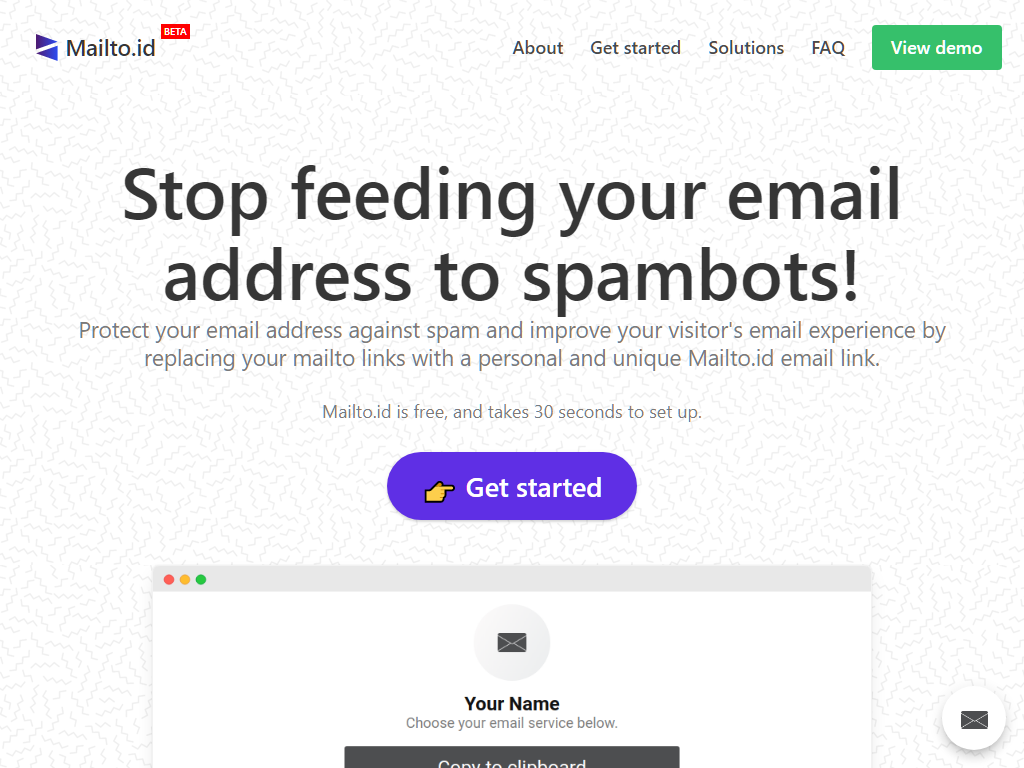 Mailto.id
BETA
About
Get started
Solutions
FAQ
View demo
Stop feeding your email
address to spambots!
Protect your email address against spam and improve your visitor's email experience by
replacing your mailto links with a personal and unique Mailto.id email link.
Mailto.id is free, and takes 30 seconds to set up.
Get started
Your Name
Choose your email service below.
Copy to clipboard